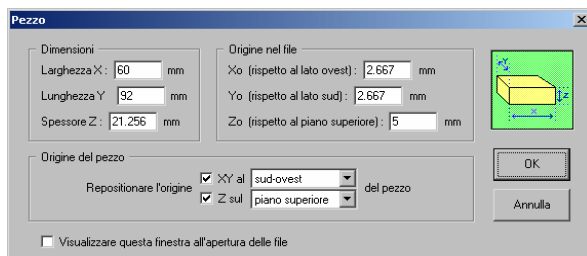 Pezzo
Dimensioni
Larghezza X : 60 mm
Lunghezza Y 92 mm
Spessore Z : 21.256 mm
Origine nel file
Xo (rispetto al lato ovest) : 2.667 mm
Yo (rispetto al lato sud) : 2.667 mm
Zo (rispetto al piano superiore) : 5 mm
Y
Z
X
Origine del pezzo
Repositionare l'origine
XY al sud-ovest
Z sul piano superiore
del pezzo
OK
Annulla
Visualizzare questa finestra all'apertura delle file